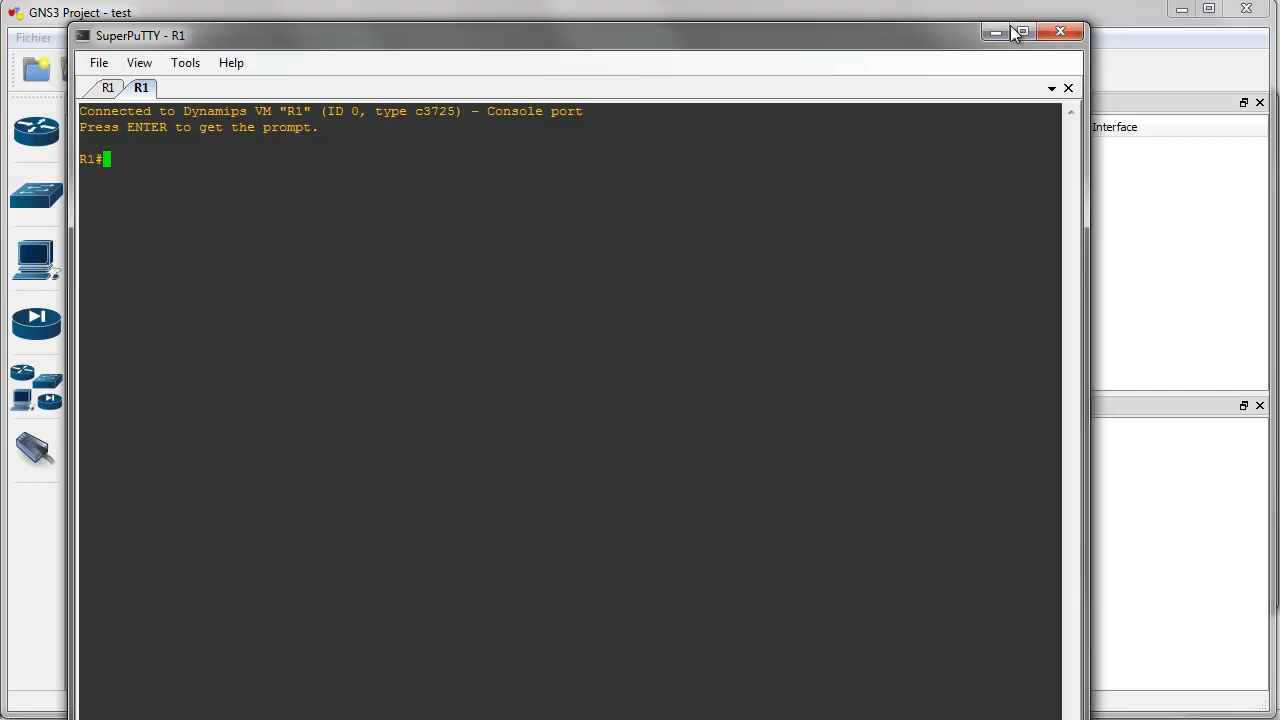 GNS3 Project - test
Fichier
SuperPuTTY - R1
File View Tools Help
R1 R1
Connected to Dynamips VM "R1" (ID 0, type c3725) - Console port
Press ENTER to get the prompt.
R1#
Interface